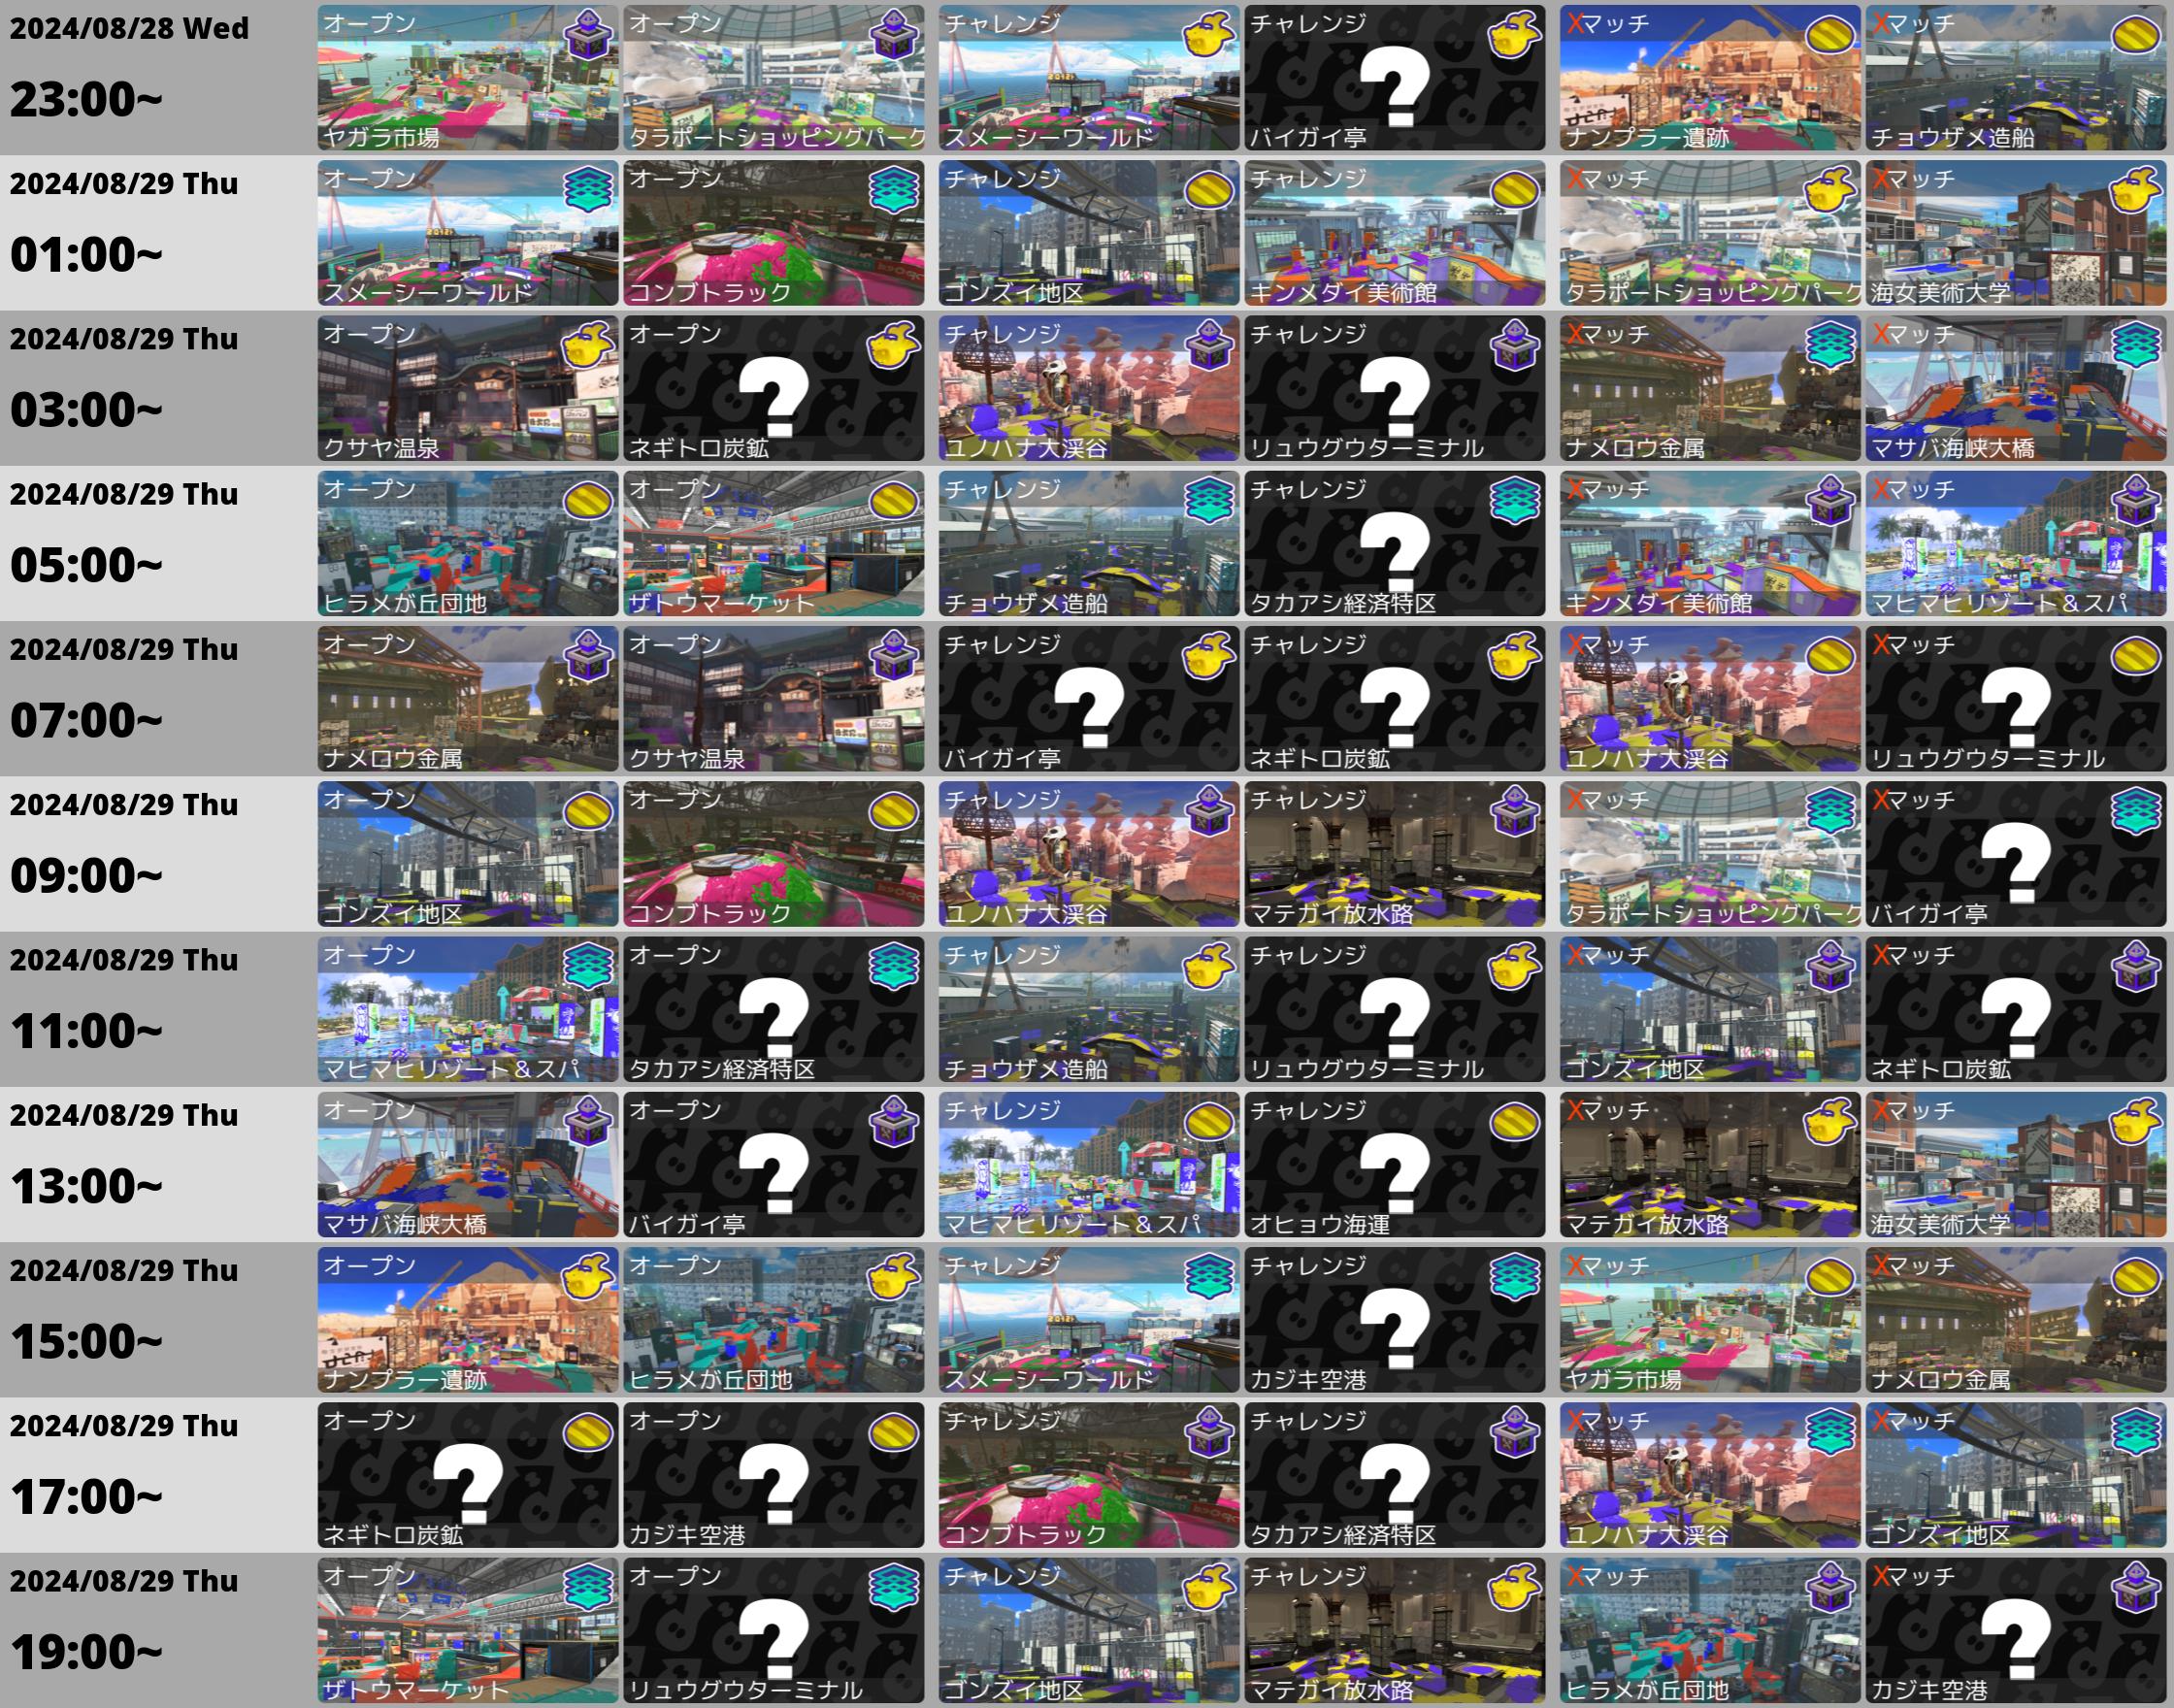 2024/08/28 Wed
23:00~
オープン オープン チャレンジ チャレンジ Xマッチ Xマッチ
ヤガラ市場 タラポートショッピングパーク スメーシーワールド バイガイ亭 ナンプラー遺跡 チョウザメ造船
2024/08/29 Thu
01:00~
オープン オープン チャレンジ チャレンジ Xマッチ Xマッチ
スメーシーワールド コンブトラック ゴンズイ地区 キンメダイ美術館 タラポートショッピングパーク 海女美術大学
2024/08/29 Thu
03:00~
オープン オープン チャレンジ チャレンジ Xマッチ Xマッチ
クサヤ温泉 ネギトロ炭鉱 ユノハナ大渓谷 リュウグウターミナル ナメロウ金属 マサバ海峡大橋
2024/08/29 Thu
05:00~
オープン オープン チャレンジ チャレンジ Xマッチ Xマッチ
ヒラメが丘団地 ザトウマーケット チョウザメ造船 タカアシ経済特区 キンメダイ美術館 マヒマヒリゾート＆スパ
2024/08/29 Thu
07:00~
オープン オープン チャレンジ チャレンジ Xマッチ Xマッチ
ナメロウ金属 クサヤ温泉 バイガイ亭 ネギトロ炭鉱 ユノハナ大渓谷 リュウグウターミナル
2024/08/29 Thu
09:00~
オープン オープン チャレンジ チャレンジ Xマッチ Xマッチ
ゴンズイ地区 コンブトラック ユノハナ大渓谷 マテガイ放水路 タラポートショッピングパーク バイガイ亭
2024/08/29 Thu
11:00~
オープン オープン チャレンジ チャレンジ Xマッチ Xマッチ
マヒマヒリゾート＆スパ タカアシ経済特区 チョウザメ造船 リュウグウターミナル ゴンズイ地区 ネギトロ炭鉱
2024/08/29 Thu
13:00~
オープン オープン チャレンジ チャレンジ Xマッチ Xマッチ
マサバ海峡大橋 バイガイ亭 マヒマヒリゾート＆スパ オヒョウ海運 マテガイ放水路 海女美術大学
2024/08/29 Thu
15:00~
オープン オープン チャレンジ チャレンジ Xマッチ Xマッチ
ナンプラー遺跡 ヒラメが丘団地 スメーシーワールド カジキ空港 ヤガラ市場 ナメロウ金属
2024/08/29 Thu
17:00~
オープン オープン チャレンジ チャレンジ Xマッチ Xマッチ
ネギトロ炭鉱 カジキ空港 コンブトラック タカアシ経済特区 ユノハナ大渓谷 ゴンズイ地区
2024/08/29 Thu
19:00~
オープン オープン チャレンジ チャレンジ Xマッチ Xマッチ
ザトウマーケット リュウグウターミナル ゴンズイ地区 マテガイ放水路 ヒラメが丘団地 カジキ空港